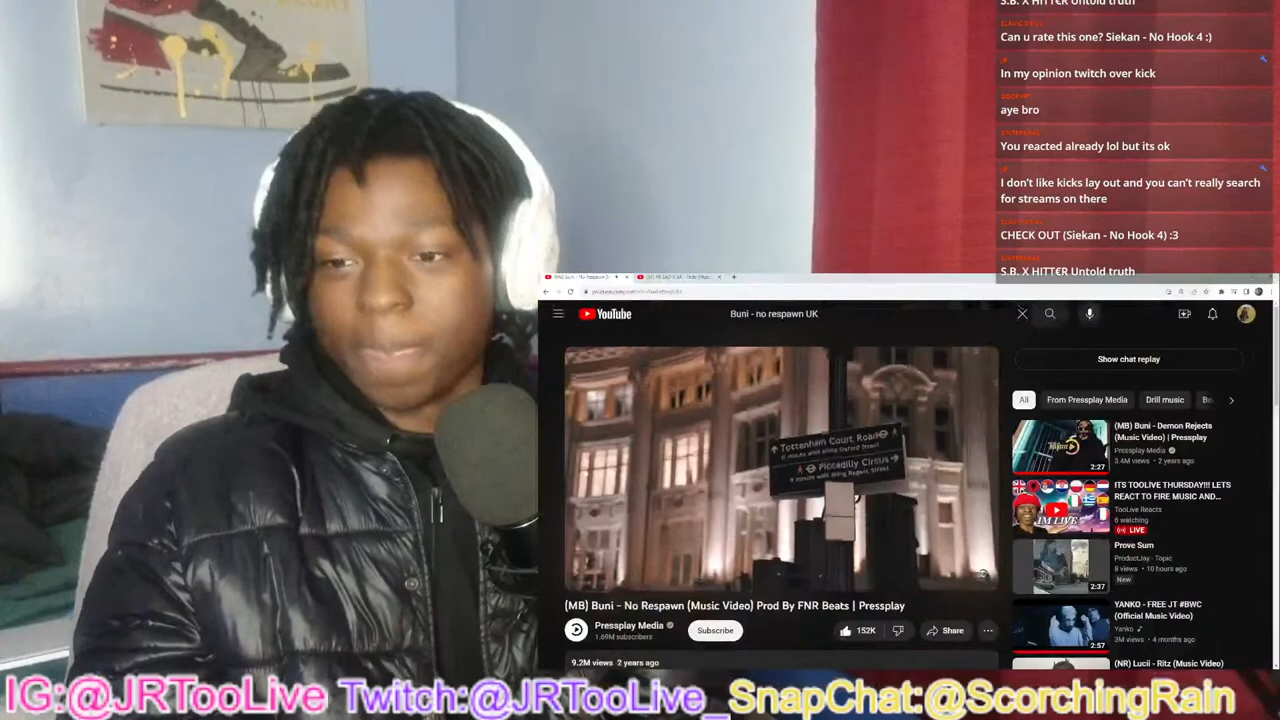 S.B. X HITT€R Untold truth
Can u rate this one? Siekan - No Hook 4 :)
JR
In my opinion twitch over kick
aye bro
You reacted already lol but its ok
JR
I don't like kicks lay out and you can't really search
for streams on there
CHECK OUT (Siekan - No Hook 4) :3
S.B. X HITT€R Untold truth
YouTube
Buni - no respawn UK
Show chat replay
All
From Pressplay Media
Drill music
Tottenham Court Road
Piccadilly Circus
(MB) Buni - Demon Rejects
(Music Video) | Pressplay
Pressplay Media
3.4M views • 2 years ago
2:27
ITS TOOLIVE THURSDAY!!! LETS
REACT TO FIRE MUSIC AND...
TooLive Reacts
6 watching
LIVE
IM LIVE
Prove Sum
ProductJay - Topic
8 views • 10 hours ago
New
2:37
YANKO - FREE JT #BWC
(Official Music Video)
Yanko
3M views • 4 months ago
2:57
(NR) Lucii - Ritz (Music Video)
(MB) Buni - No Respawn (Music Video) Prod By FNR Beats | Pressplay
Pressplay Media
1.69M subscribers
Subscribe
152K
Share
9.2M views 2 years ago
IG:@JRTooLive Twitch:@JRTooLive_ SnapChat:@ScorchingRain